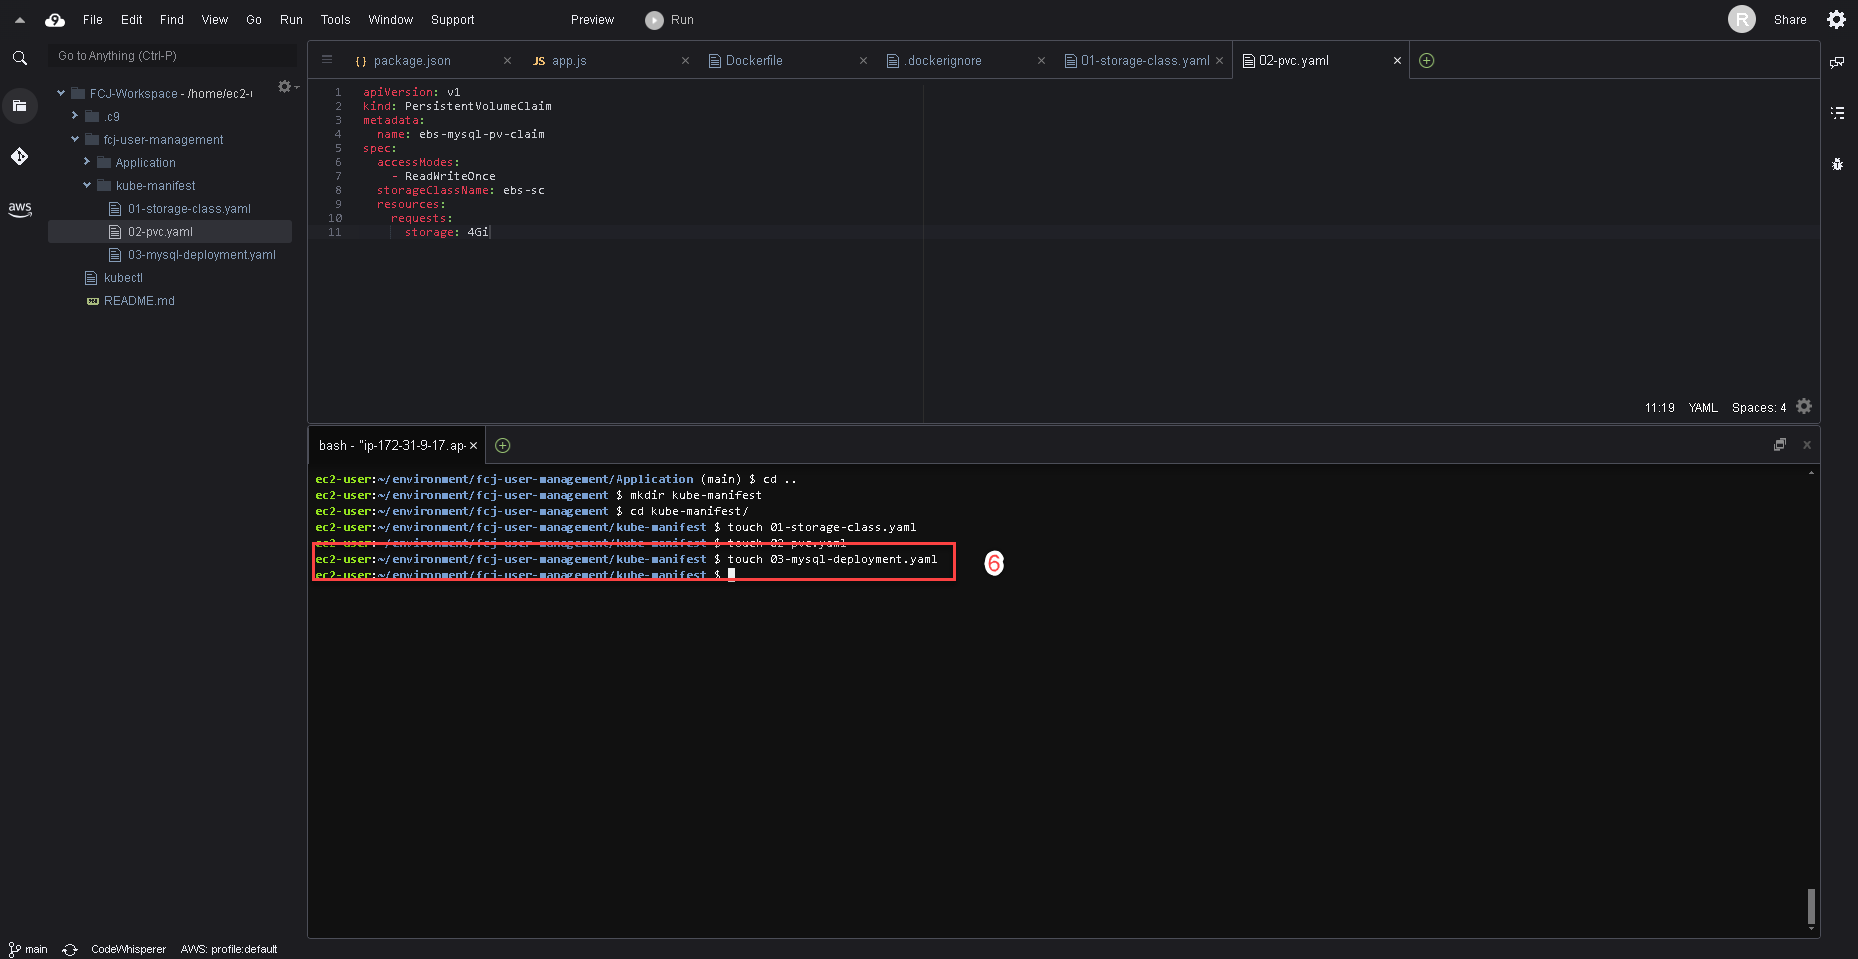 File Edit Find View Go Run Tools Window Support Preview Run R Share
Go to Anything (Ctrl-P)
FCJ-Workspace - /home/ec2-u
.c9
fcj-user-management
Application
kube-manifest
01-storage-class.yaml
02-pvc.yaml
03-mysql-deployment.yaml
kubectl
README.md
aws
{ } package.json × JS app.js × Dockerfile × .dockerignore × 01-storage-class.yaml × 02-pvc.yaml ×
1 apiVersion: v1
2 kind: PersistentVolumeClaim
3 metadata:
4   name: ebs-mysql-pv-claim
5 spec:
6   accessModes:
7     - ReadWriteOnce
8   storageClassName: ebs-sc
9   resources:
10     requests:
11       storage: 4Gi
11:19 YAML Spaces: 4
bash - "ip-172-31-9-17.ap- ×
ec2-user:~/environment/fcj-user-management/Application (main) $ cd ..
ec2-user:~/environment/fcj-user-management $ mkdir kube-manifest
ec2-user:~/environment/fcj-user-management $ cd kube-manifest/
ec2-user:~/environment/fcj-user-management/kube-manifest $ touch 01-storage-class.yaml
ec2-user:~/environment/fcj-user-management/kube-manifest $ touch 02-pvc.yaml
ec2-user:~/environment/fcj-user-management/kube-manifest $ touch 03-mysql-deployment.yaml
ec2-user:~/environment/fcj-user-management/kube-manifest $
6
main CodeWhisperer AWS: profile:default